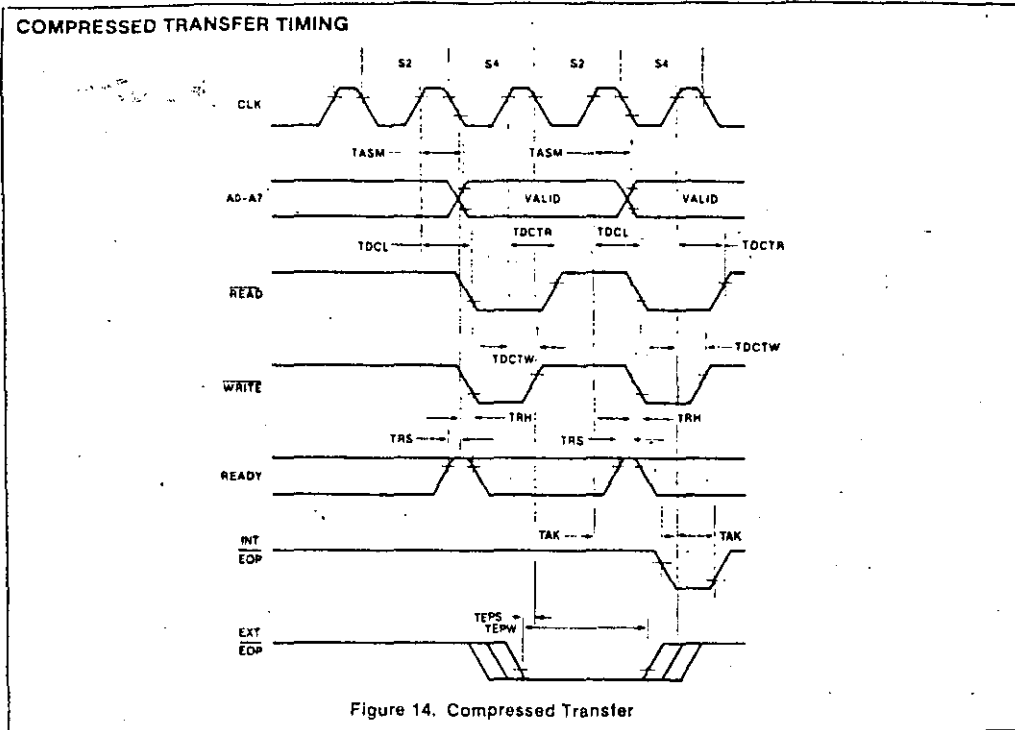 COMPRESSED TRANSFER TIMING
S2 S4 S2 S4
CLK
TASM TASM
A0-A7 VALID VALID
TDCL TDCTR TDCL TDCTR
READ
TDCTW TDCTW
WRITE
TRH TRH
TRS TRS
READY
TAK TAK
INT
EOP
TEPS
TEPW
EXT
EOP
Figure 14. Compressed Transfer